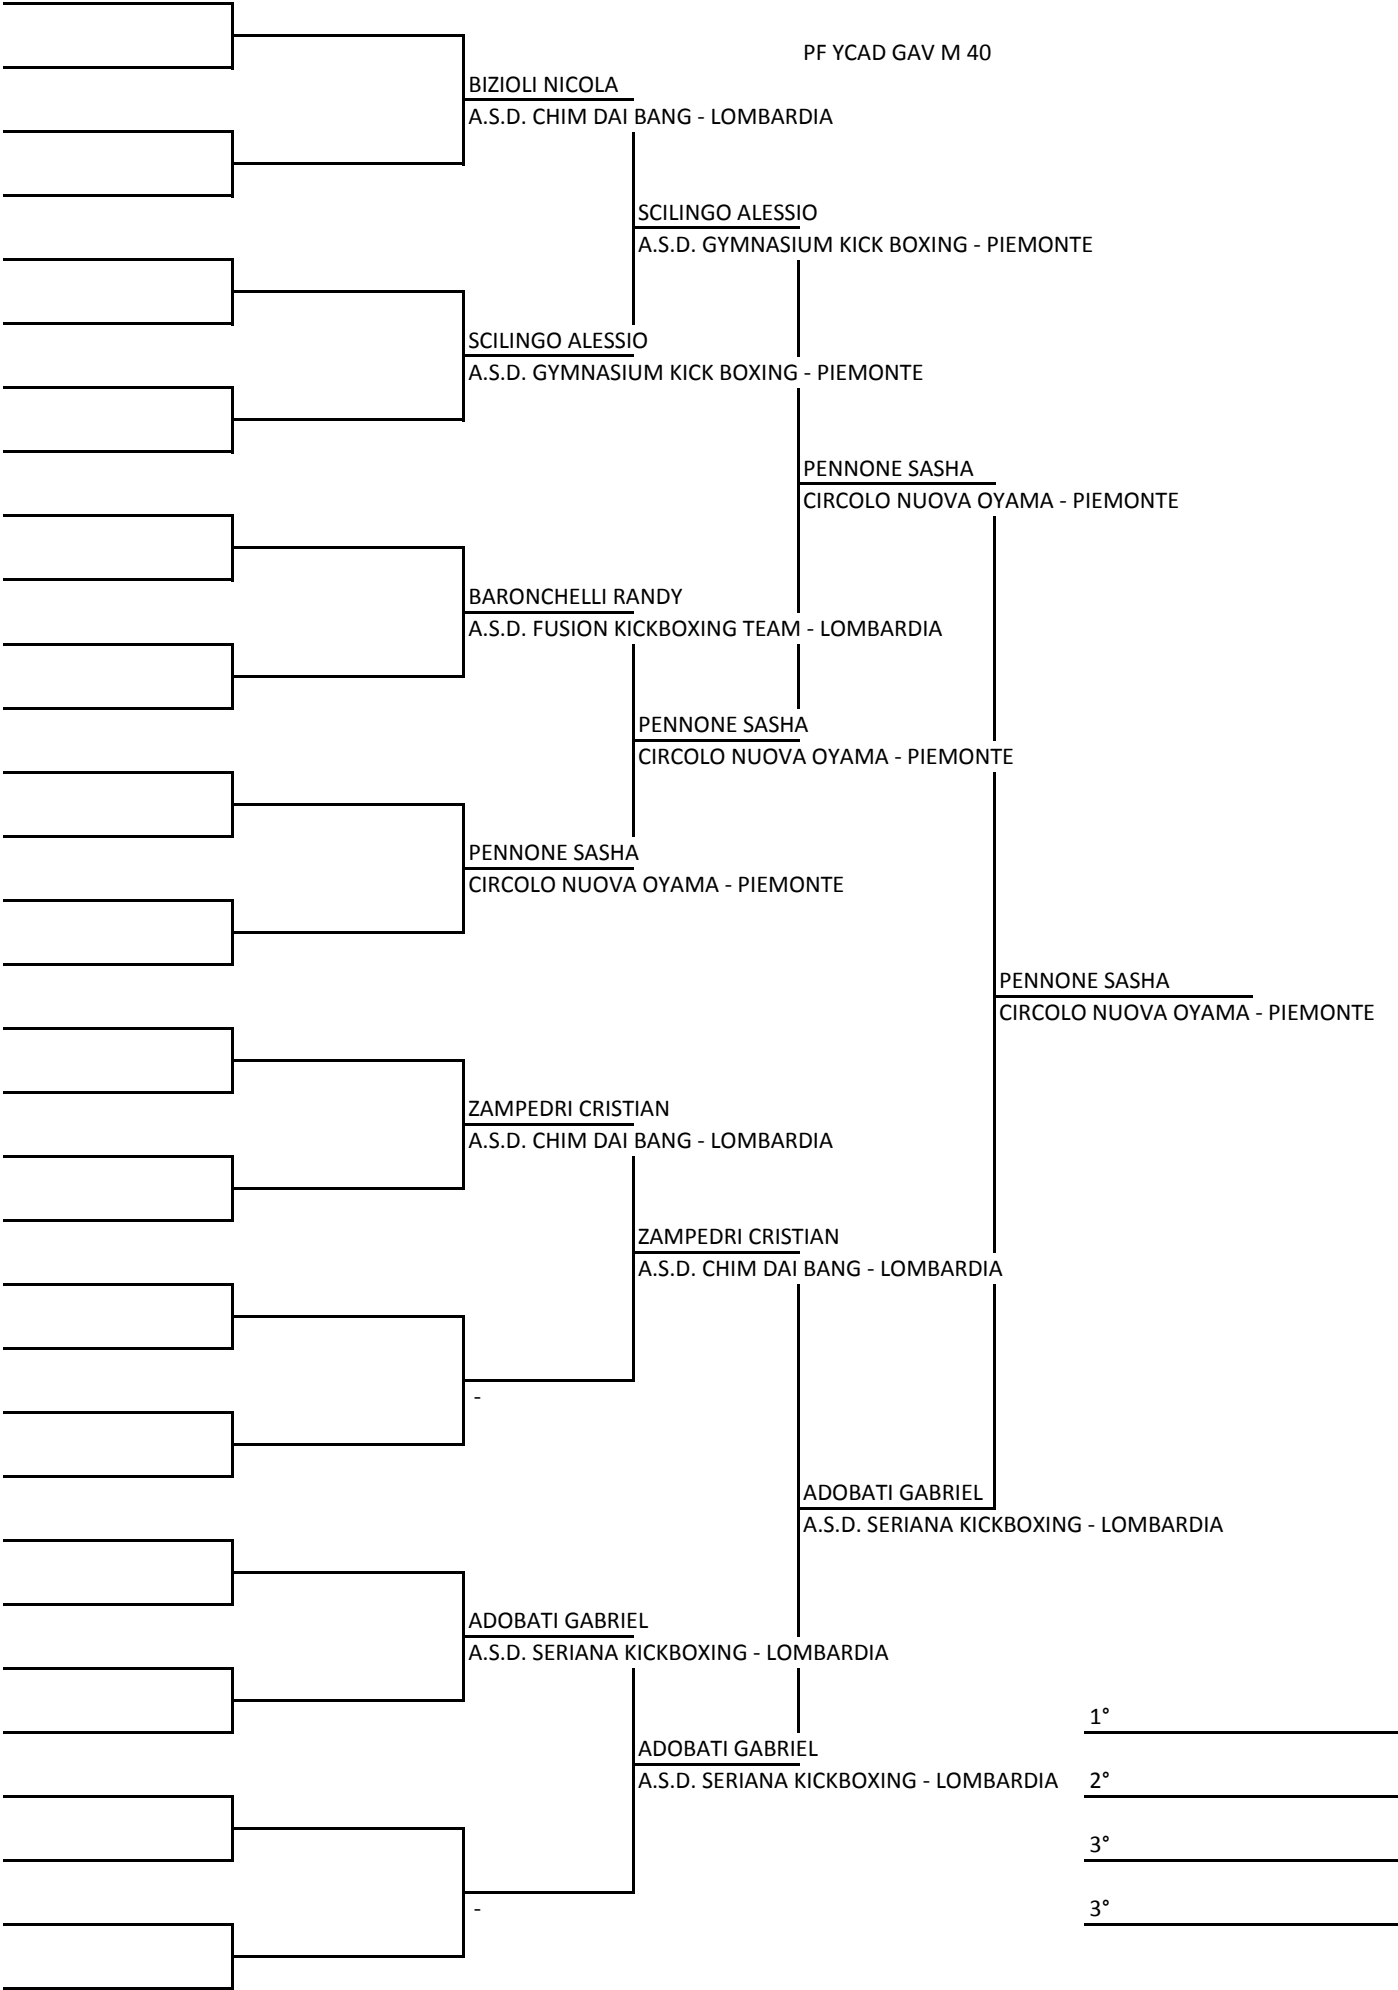 PF YCAD GAV M 40
BIZIOLI NICOLA
A.S.D. CHIM DAI BANG - LOMBARDIA
SCILINGO ALESSIO
A.S.D. GYMNASIUM KICK BOXING - PIEMONTE
SCILINGO ALESSIO
A.S.D. GYMNASIUM KICK BOXING - PIEMONTE
PENNONE SASHA
CIRCOLO NUOVA OYAMA - PIEMONTE
BARONCHELLI RANDY
A.S.D. FUSION KICKBOXING TEAM - LOMBARDIA
PENNONE SASHA
CIRCOLO NUOVA OYAMA - PIEMONTE
PENNONE SASHA
CIRCOLO NUOVA OYAMA - PIEMONTE
PENNONE SASHA
CIRCOLO NUOVA OYAMA - PIEMONTE
ZAMPEDRI CRISTIAN
A.S.D. CHIM DAI BANG - LOMBARDIA
ZAMPEDRI CRISTIAN
A.S.D. CHIM DAI BANG - LOMBARDIA
-
ADOBATI GABRIEL
A.S.D. SERIANA KICKBOXING - LOMBARDIA
ADOBATI GABRIEL
A.S.D. SERIANA KICKBOXING - LOMBARDIA
1°
ADOBATI GABRIEL
A.S.D. SERIANA KICKBOXING - LOMBARDIA
2°
3°
-
3°